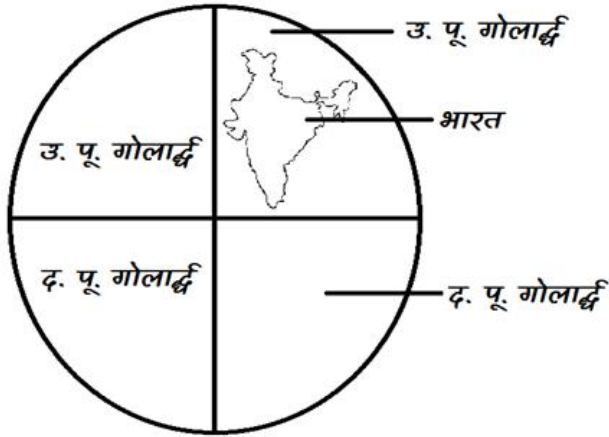 उ. पू. गोलार्द्ध
भारत
उ. पू. गोलार्द्ध
द. पू. गोलार्द्ध
द. पू. गोलार्द्ध